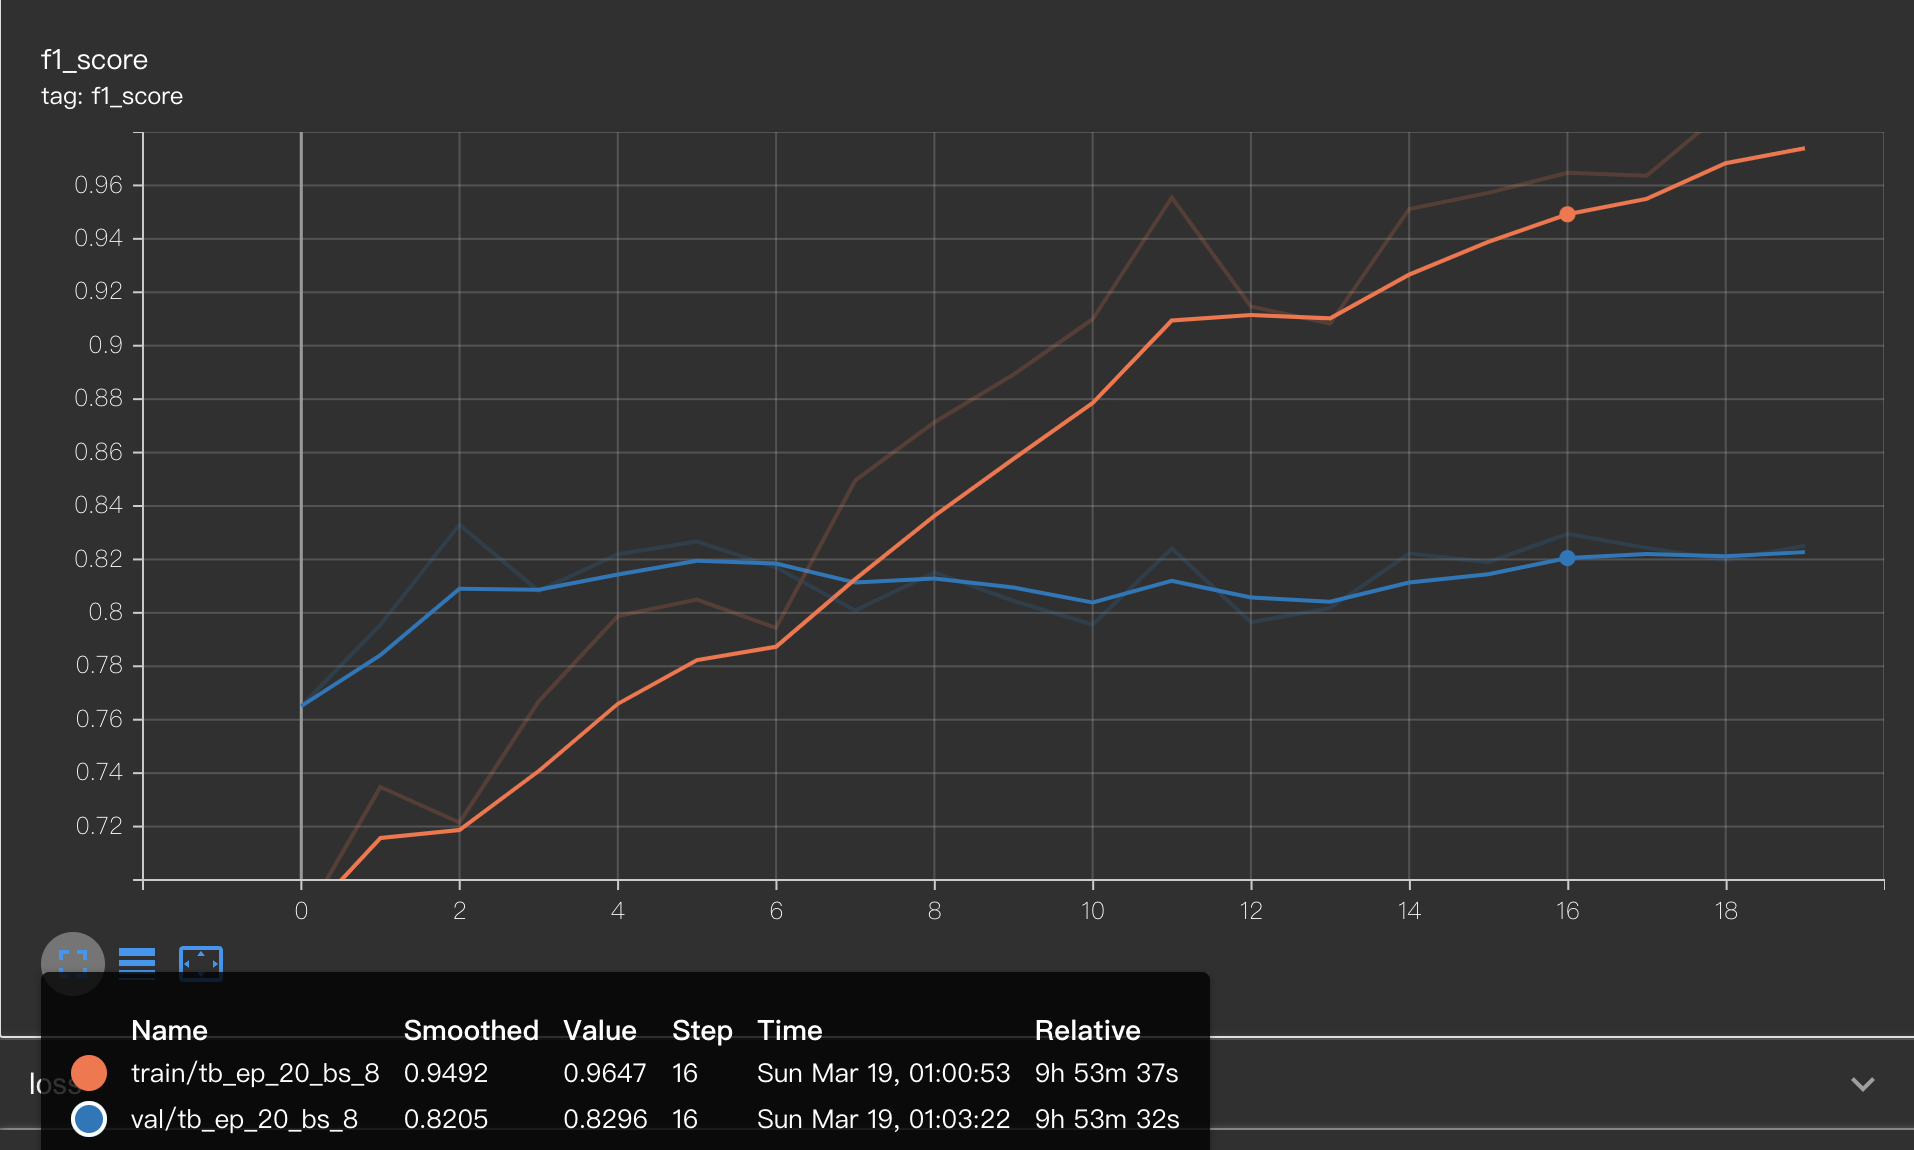 f1_score
tag: f1_score
0.96
0.94
0.92
0.9
0.88
0.86
0.84
0.82
0.8
0.78
0.76
0.74
0.72
0 2 4 6 8 10 12 14 16 18
Name Smoothed Value Step Time Relative
train/tb_ep_20_bs_8 0.9492 0.9647 16 Sun Mar 19, 01:00:53 9h 53m 37s
loss
val/tb_ep_20_bs_8 0.8205 0.8296 16 Sun Mar 19, 01:03:22 9h 53m 32s